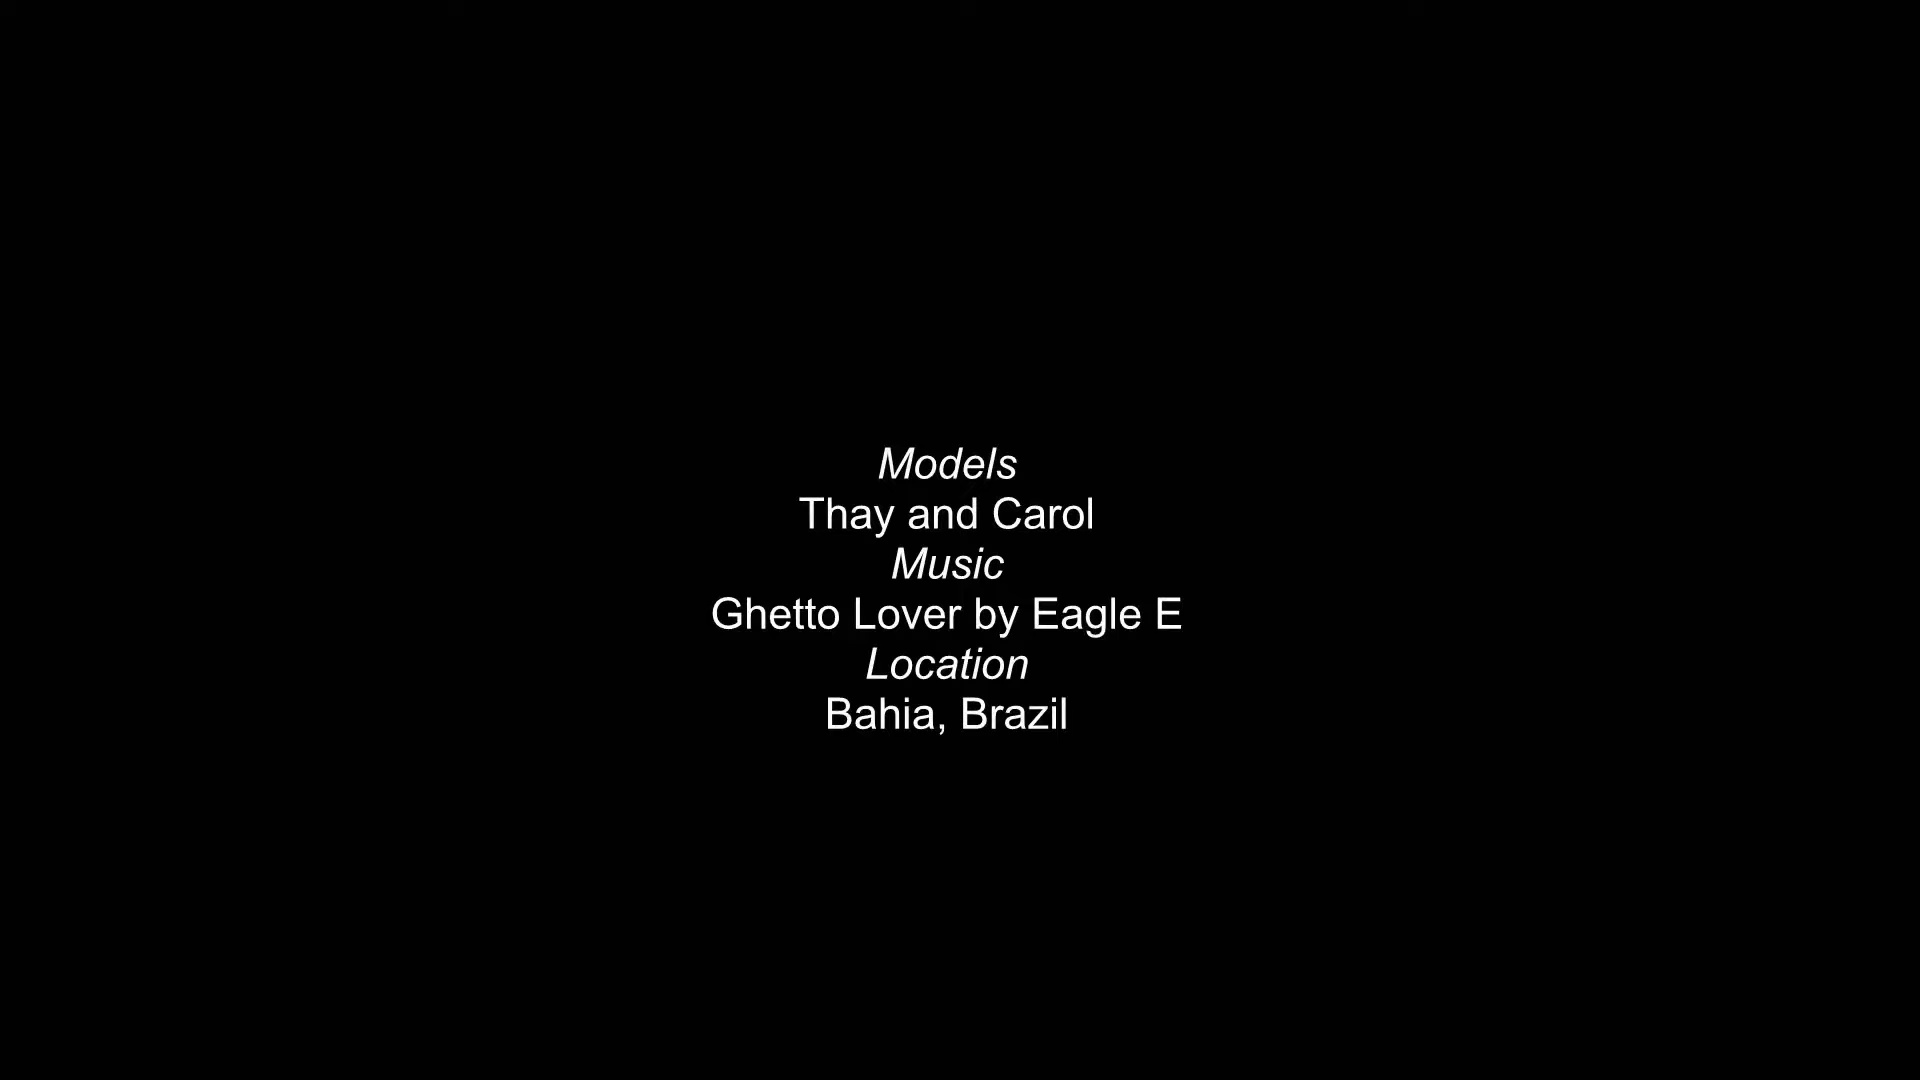 Models
Thay and Carol
Music
Ghetto Lover by Eagle E
Location
Bahia, Brazil